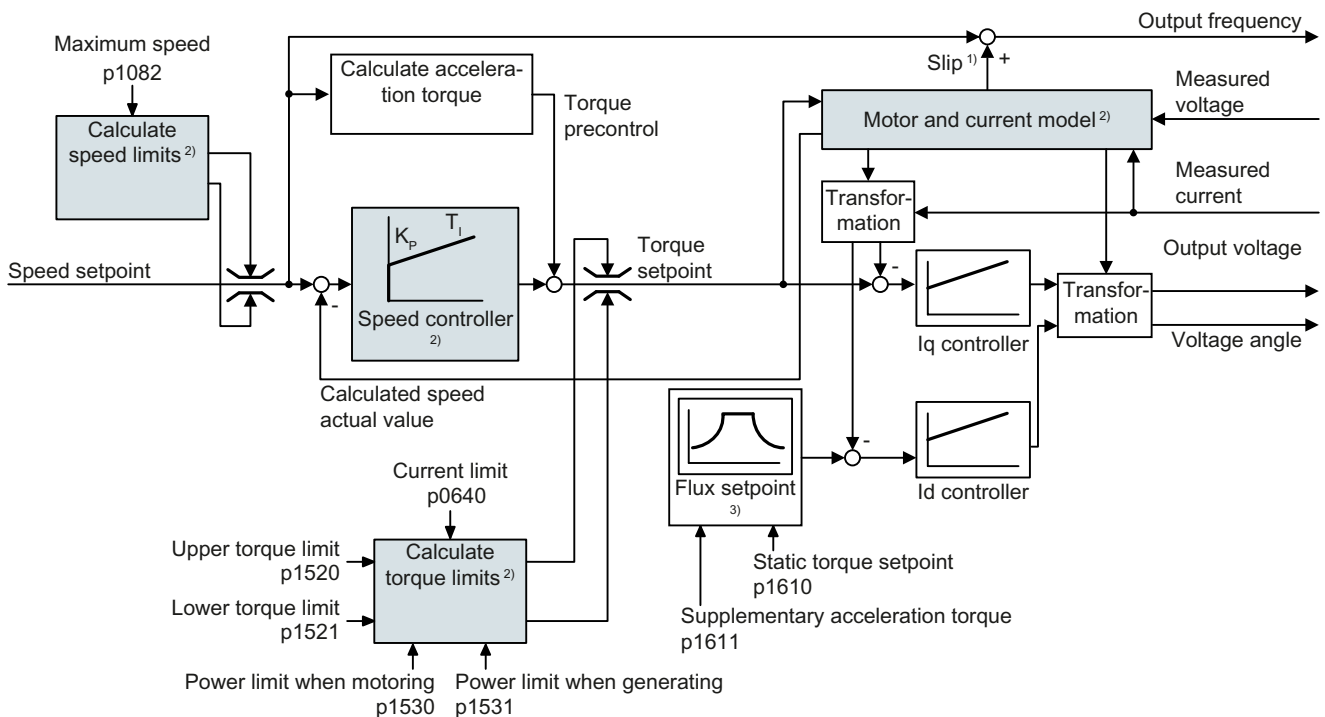 Output frequency
Maximum speed
p1082
Slip 1)
+
Calculate accelera-
tion torque
Measured
voltage
Torque
precontrol
Motor and current model 2)
Calculate
speed limits 2)
Measured
current
Transfor-
mation
KP
TI
Torque
setpoint
Output voltage
Speed setpoint
-
-
Transfor-
mation
Speed controller
2)
Iq controller
Voltage angle
Calculated speed
actual value
-
Current limit
p0640
Flux setpoint
3)
Id controller
Upper torque limit
p1520
Calculate
torque limits 2)
Static torque setpoint
p1610
Lower torque limit
p1521
Supplementary acceleration torque
p1611
Power limit when motoring
p1530
Power limit when generating
p1531